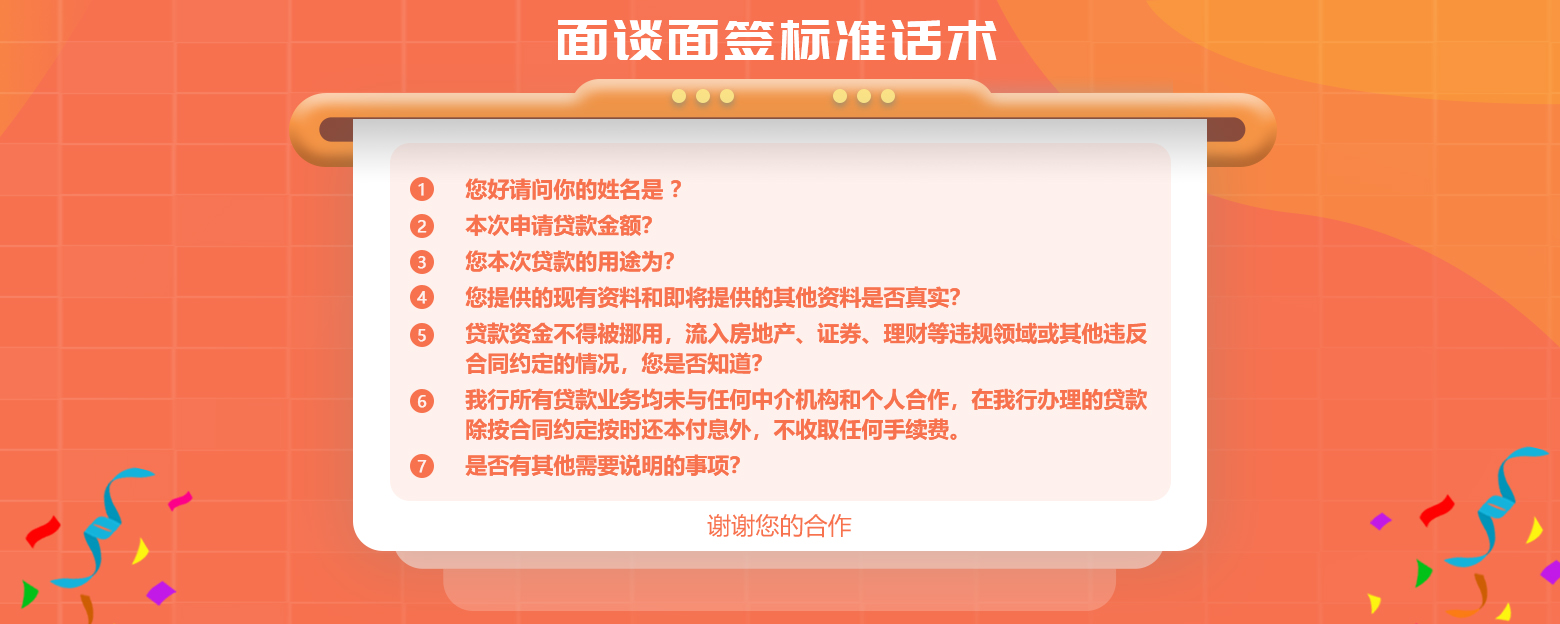 面谈面签标准话术
1 您好请问你的姓名是？
2 本次申请贷款金额？
3 您本次贷款的用途为？
4 您提供的现有资料和即将提供的其他资料是否真实？
5 贷款资金不得被挪用，流入房地产、证券、理财等违规领域或其他违反
合同约定的情况，您是否知道？
6 我行所有贷款业务均未与任何中介机构和个人合作，在我行办理的贷款
除按合同约定按时还本付息外，不收取任何手续费。
7 是否有其他需要说明的事项？
谢谢您的合作